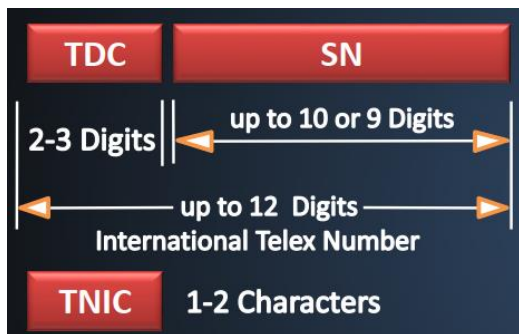 TDC SN
2-3 Digits up to 10 or 9 Digits
up to 12 Digits
International Telex Number
TNIC 1-2 Characters